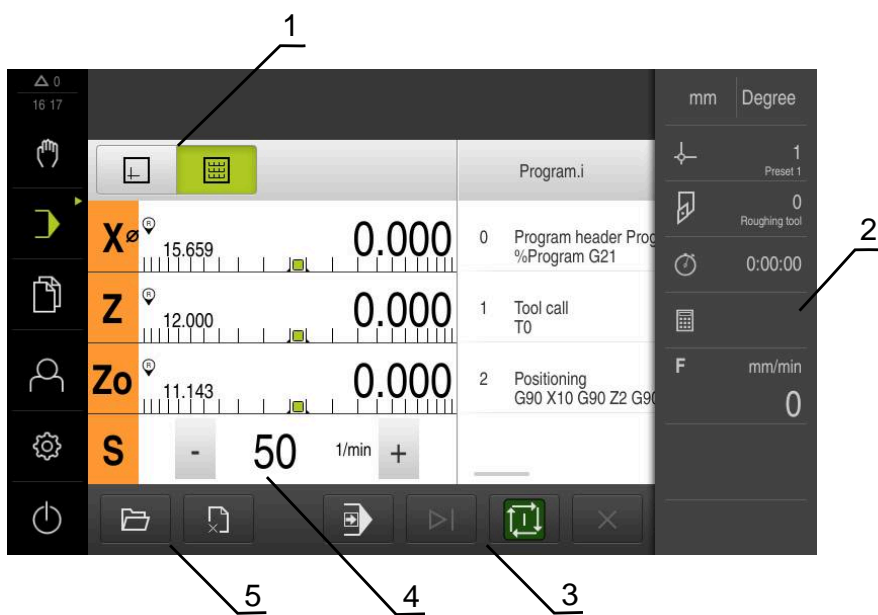 1
0
16 17
mm Degree
1
Preset 1
Program.i
0
Roughing tool
2
X⌀ R 15.659 0.000
0 Program header Prog
%Program G21
0:00:00
Z R 12.000 0.000
1 Tool call
T0
F mm/min
0
Zo R 11.143 0.000
2 Positioning
G90 X10 G90 Z2 G90
S - 50 1/min +
5
4
3